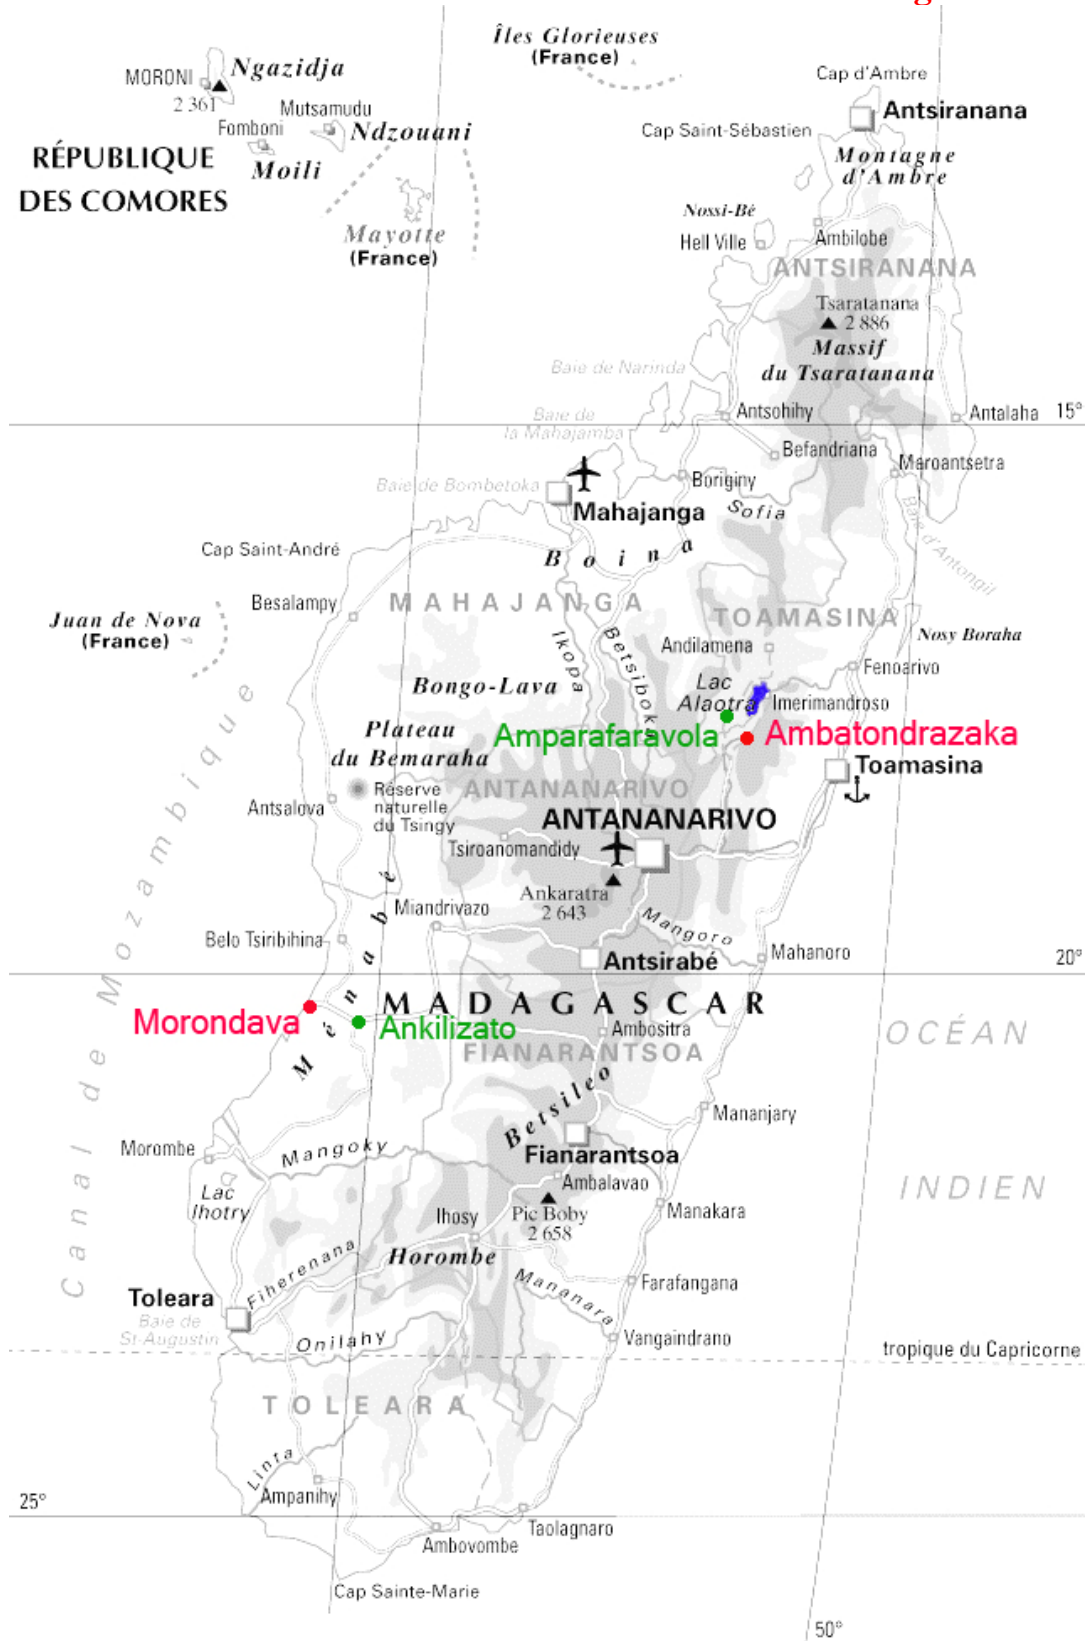 Îles Glorieuses
(France)
MORONI
2 361
Ngazidja
Mutsamudu
Fomboni
Ndzouani
Moili
RÉPUBLIQUE
DES COMORES
Mayotte
(France)
Cap d'Ambre
Antsiranana
Cap Saint-Sébastien
Montagne
d'Ambre
Nossi-Bé
Hell Ville
Ambilobe
ANTSIRANANA
Tsaratanana
2 886
Massif
du Tsaratanana
Baie de Narinda
Antsohihy
Antalaha
15°
Baie de
la Mahajamba
Befandriana
Maroantsetra
Baie de Bombetoka
Boriginy
Mahajanga
Sofia
Baie d'Antongil
Cap Saint-André
Boina
Besalampy
MAHAJANGA
TOAMASINA
Juan de Nova
(France)
Nosy Boraha
Ikopa
Betsiboka
Andilamena
Fenoarivo
Bongo-Lava
Lac
Alaotra
Imerimandroso
Plateau
du Bemaraha
Amparafaravola
Ambatondrazaka
Toamasina
Réserve
naturelle
du Tsingy
ANTANANARIVO
Antsalova
ANTANANARIVO
Tsiroanomandidy
Ankaratra
2 643
Canal de Mozambique
Ménabé
Miandrivazo
Mangoro
Belo Tsiribihina
Antsirabé
Mahanoro
20°
MADAGASCAR
Morondava
Ankilizato
Ambositra
FIANARANTSOA
OCÉAN
Betsileo
Mananjary
Morombe
Mangoky
Fianarantsoa
Lac
Ihotry
Ambalavao
INDIEN
Ihosy
Pic Boby
2 658
Manakara
Horombe
Fiherenana
Mananara
Farafangana
Toleara
Baie de
St-Augustin
Onilahy
Vangaindrano
tropique du Capricorne
TOLEARA
Linta
Ampanihy
25°
Taolagnaro
Ambovombe
Cap Sainte-Marie
50°